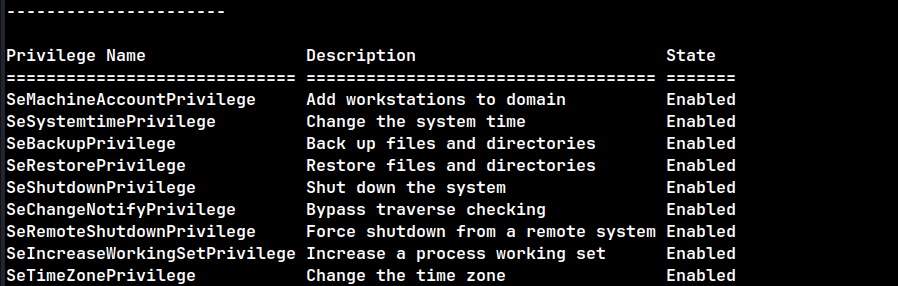 ----------------------
Privilege Name                Description                         State
============================= =================================== =======
SeMachineAccountPrivilege     Add workstations to domain          Enabled
SeSystemtimePrivilege         Change the system time              Enabled
SeBackupPrivilege             Back up files and directories       Enabled
SeRestorePrivilege            Restore files and directories       Enabled
SeShutdownPrivilege           Shut down the system                Enabled
SeChangeNotifyPrivilege       Bypass traverse checking            Enabled
SeRemoteShutdownPrivilege     Force shutdown from a remote system Enabled
SeIncreaseWorkingSetPrivilege Increase a process working set      Enabled
SeTimeZonePrivilege           Change the time zone                Enabled